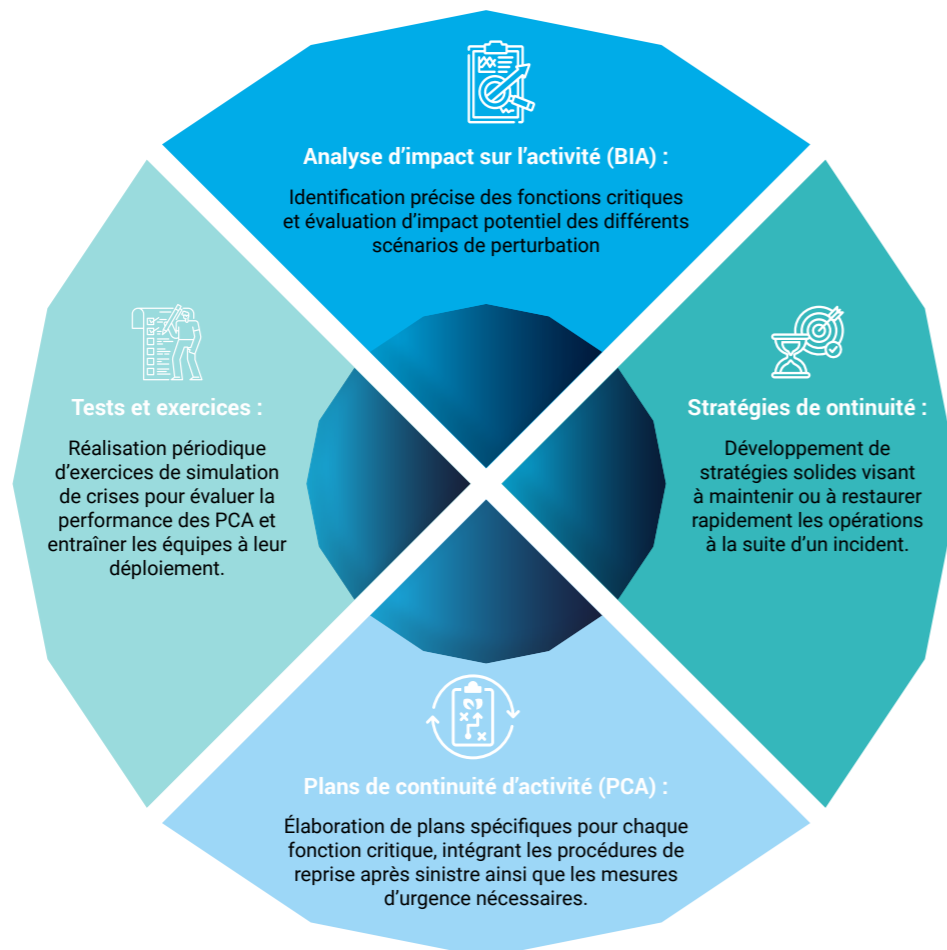 Analyse d’impact sur l’activité (BIA) :
Identification précise des fonctions critiques
et évaluation d’impact potentiel des différents
scénarios de perturbation
Stratégies de ontinuité :
Développement de
stratégies solides visant
à maintenir ou à restaurer
rapidement les opérations
à la suite d’un incident.
Plans de continuité d’activité (PCA) :
Élaboration de plans spécifiques pour chaque
fonction critique, intégrant les procédures de
reprise après sinistre ainsi que les mesures
d’urgence nécessaires.
Tests et exercices :
Réalisation périodique
d’exercices de simulation
de crises pour évaluer la
performance des PCA et
entraîner les équipes à leur
déploiement.